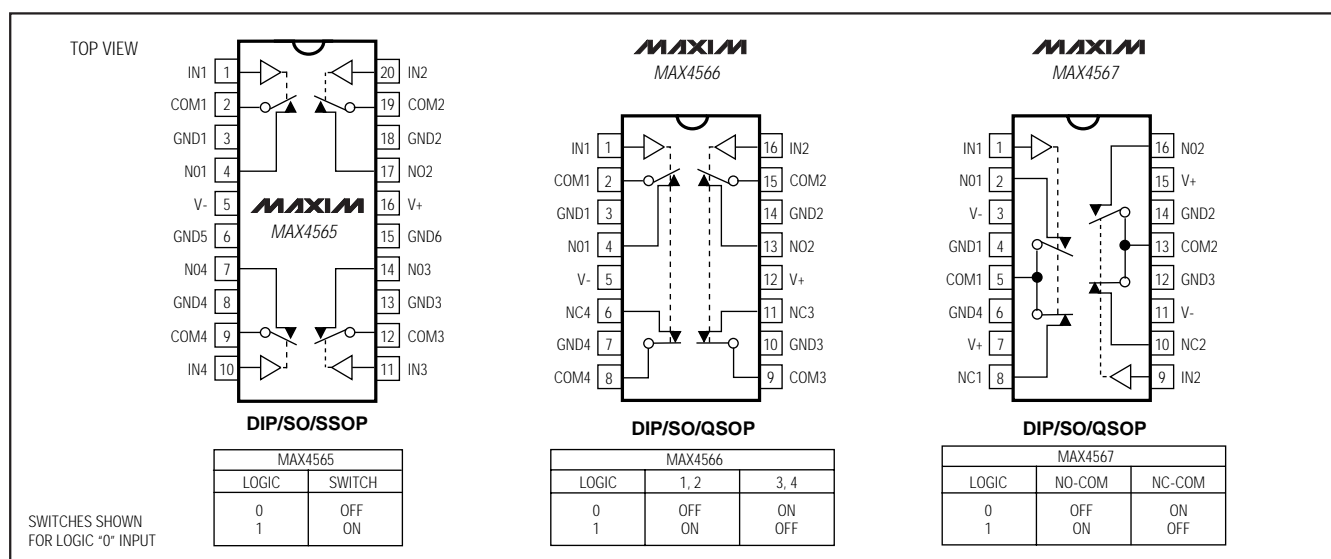 TOP VIEW
MAXIM
MAX4566
MAXIM
MAX4567
IN1 1 20 IN2
COM1 2 19 COM2
GND1 3 18 GND2
N01 4 17 NO2
V- 5 16 V+
MAXIM
MAX4565
GND5 6 15 GND6
N04 7 14 N03
GND4 8 13 GND3
COM4 9 12 COM3
IN4 10 11 IN3
DIP/SO/SSOP
IN1 1 16 IN2
COM1 2 15 COM2
GND1 3 14 GND2
N01 4 13 NO2
V- 5 12 V+
NC4 6 11 NC3
GND4 7 10 GND3
COM4 8 9 COM3
DIP/SO/QSOP
IN1 1 16 N02
N01 2 15 V+
V- 3 14 GND2
GND1 4 13 COM2
COM1 5 12 GND3
GND4 6 11 V-
V+ 7 10 NC2
NC1 8 9 IN2
DIP/SO/QSOP
MAX4565
LOGIC SWITCH
0 OFF
1 ON
MAX4566
LOGIC 1, 2 3, 4
0 OFF ON
1 ON OFF
MAX4567
LOGIC NO-COM NC-COM
0 OFF ON
1 ON OFF
SWITCHES SHOWN
FOR LOGIC “0” INPUT